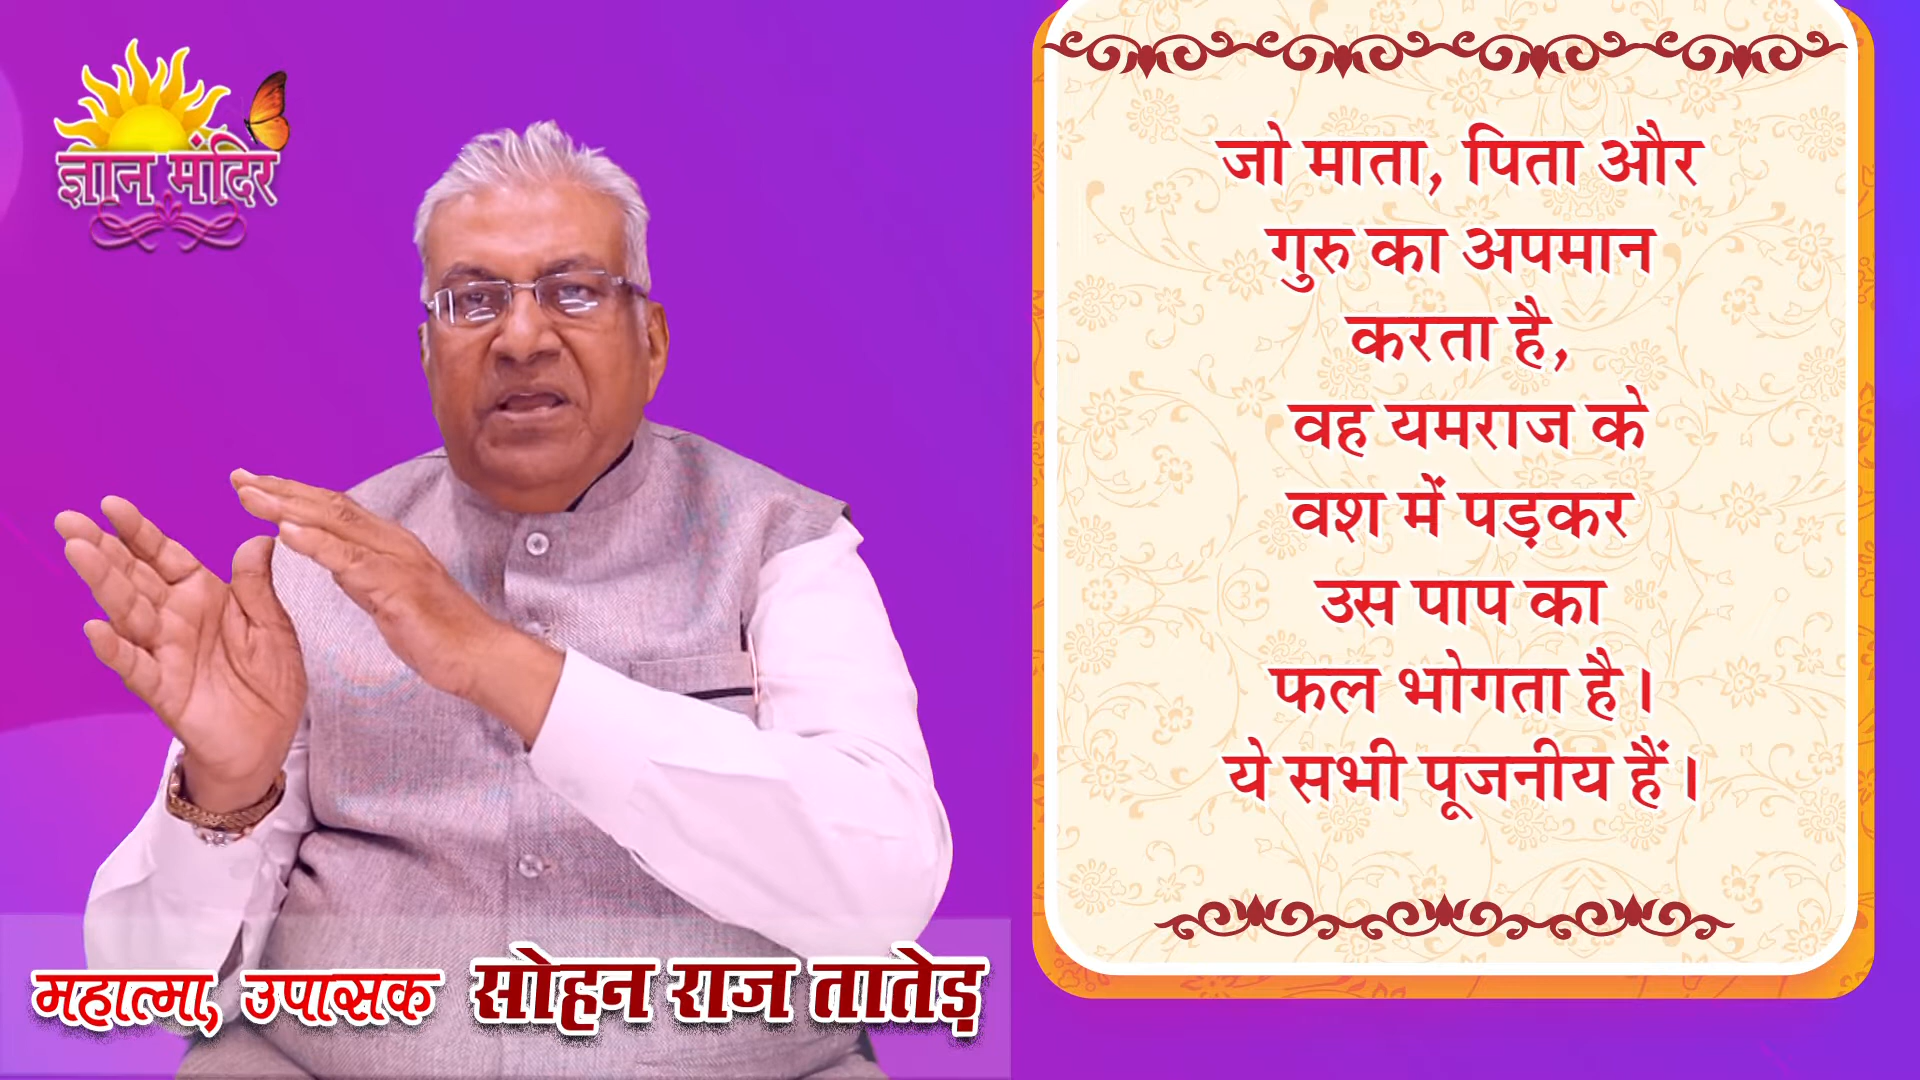 ज्ञान मंदिर
जो माता, पिता और
गुरु का अपमान
करता है,
वह यमराज के
वश में पड़कर
उस पाप का
फल भोगता है।
ये सभी पूजनीय हैं।
महात्मा, उपासक सोहन राज तातेड़